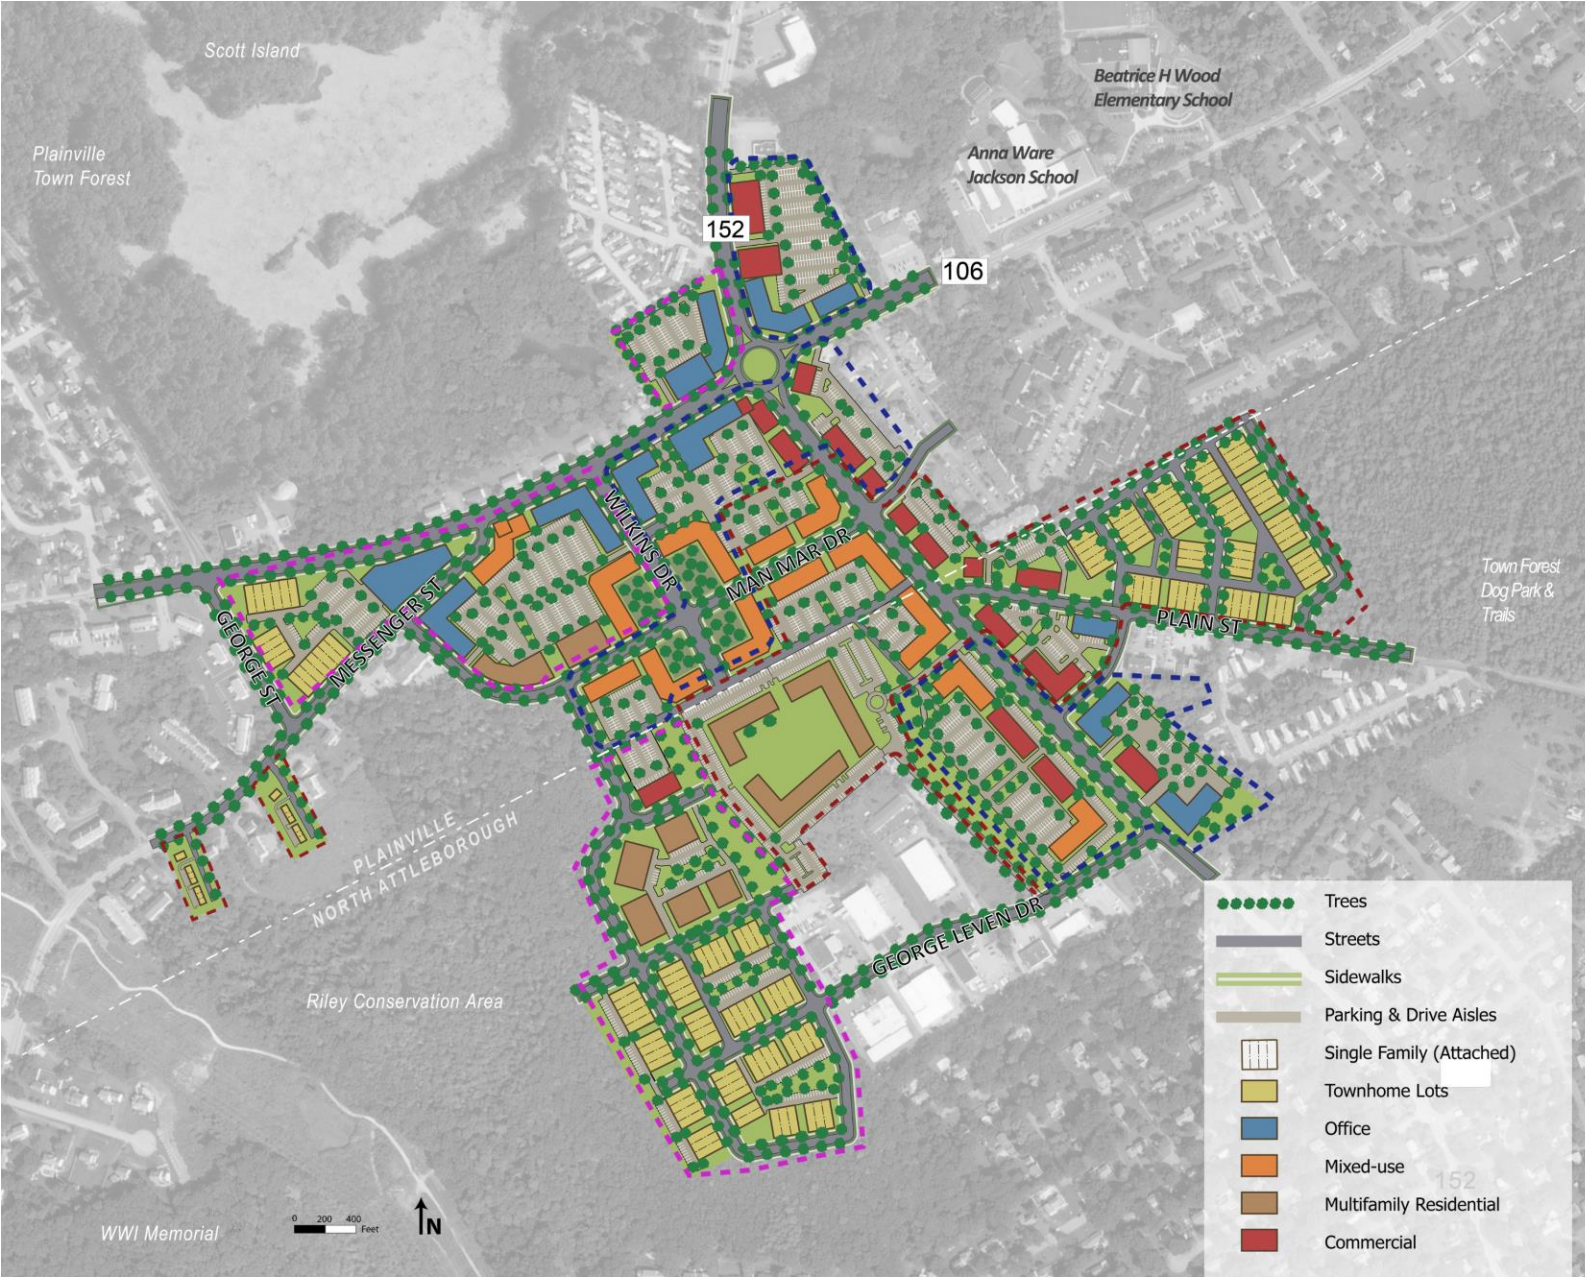 Scott Island
Beatrice H Wood
Elementary School
Plainville
Town Forest
Anna Ware
Jackson School
152
106
WILKINS DR
MAN MAR DR
Town Forest
Dog Park &
Trails
GEORGE ST
MESSENGER ST
PLAIN ST
PLAINVILLE
NORTH ATTLEBOROUGH
GEORGE LEVEN DR
Riley Conservation Area
WWI Memorial
0 200 400
Feet
N
Trees
Streets
Sidewalks
Parking & Drive Aisles
Single Family (Attached)
Townhome Lots
Office
Mixed-use
152
Multifamily Residential
Commercial